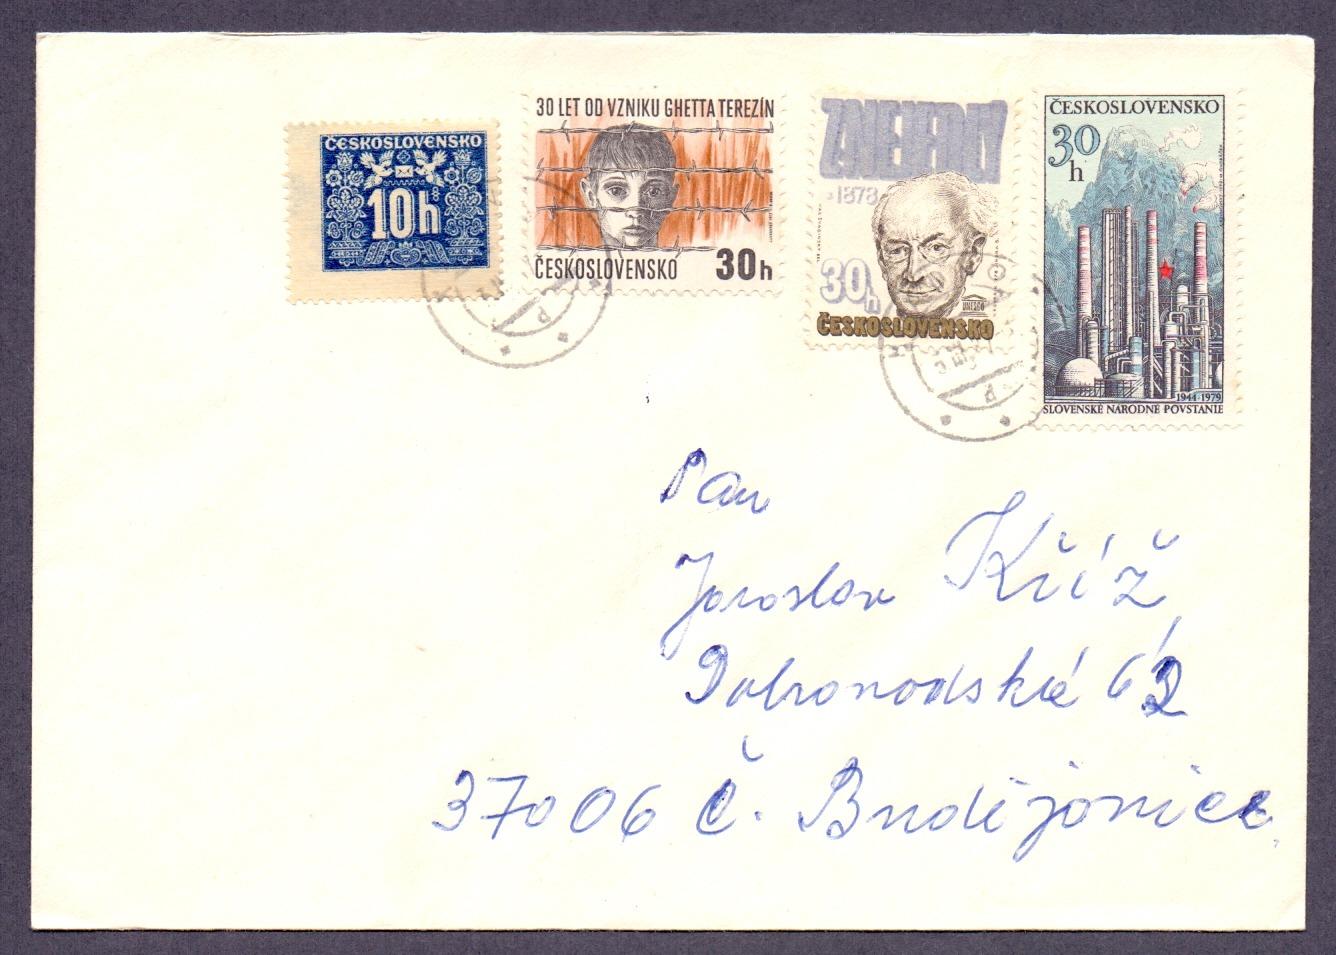 ČESKOSLOVENSKO
10h
30 LET OD VZNIKU GHETTA TEREZÍN
ČESKOSLOVENSKO 30h
1878
30h
UNESCO
ČESKOSLOVENSKO
ČESKOSLOVENSKO
30 h
1944-1979
SLOVENSKÉ NÁRODNÉ POVSTANIE
Pan
Jaroslav Kříž
62
37006 Č. Budějovice